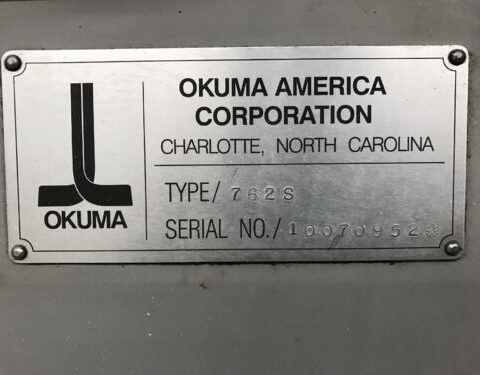 OKUMA AMERICA
CORPORATION
CHARLOTTE, NORTH CAROLINA
TYPE/ 762S
SERIAL NO./ 10070952*
OKUMA